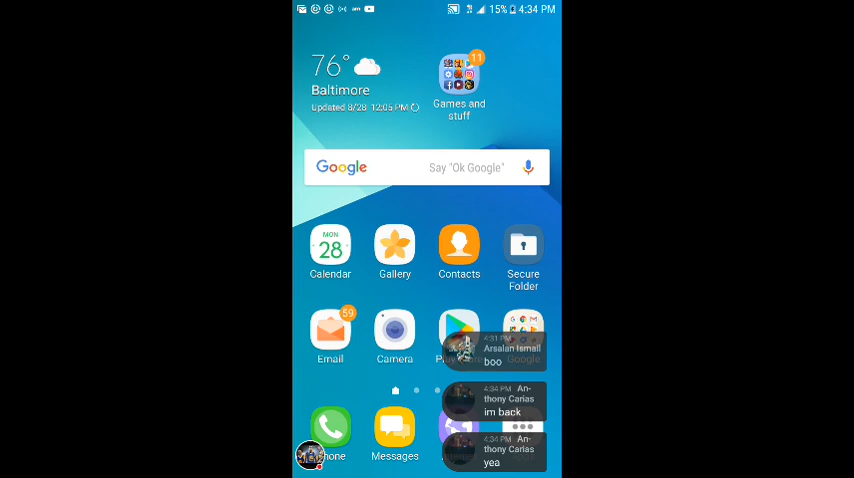 15% 4:34 PM
76°
Baltimore
Updated 8/28 12:05 PM
11
Games and
stuff
Google
Say "Ok Google"
MON
28
Calendar
Gallery
Contacts
Secure
Folder
59
Email
Camera
Google
4:31 PM
Arsalan Ismail
boo
4:34 PM An-
thony Carias
im back
Phone
Messages
4:34 PM An-
thony Carias
yea